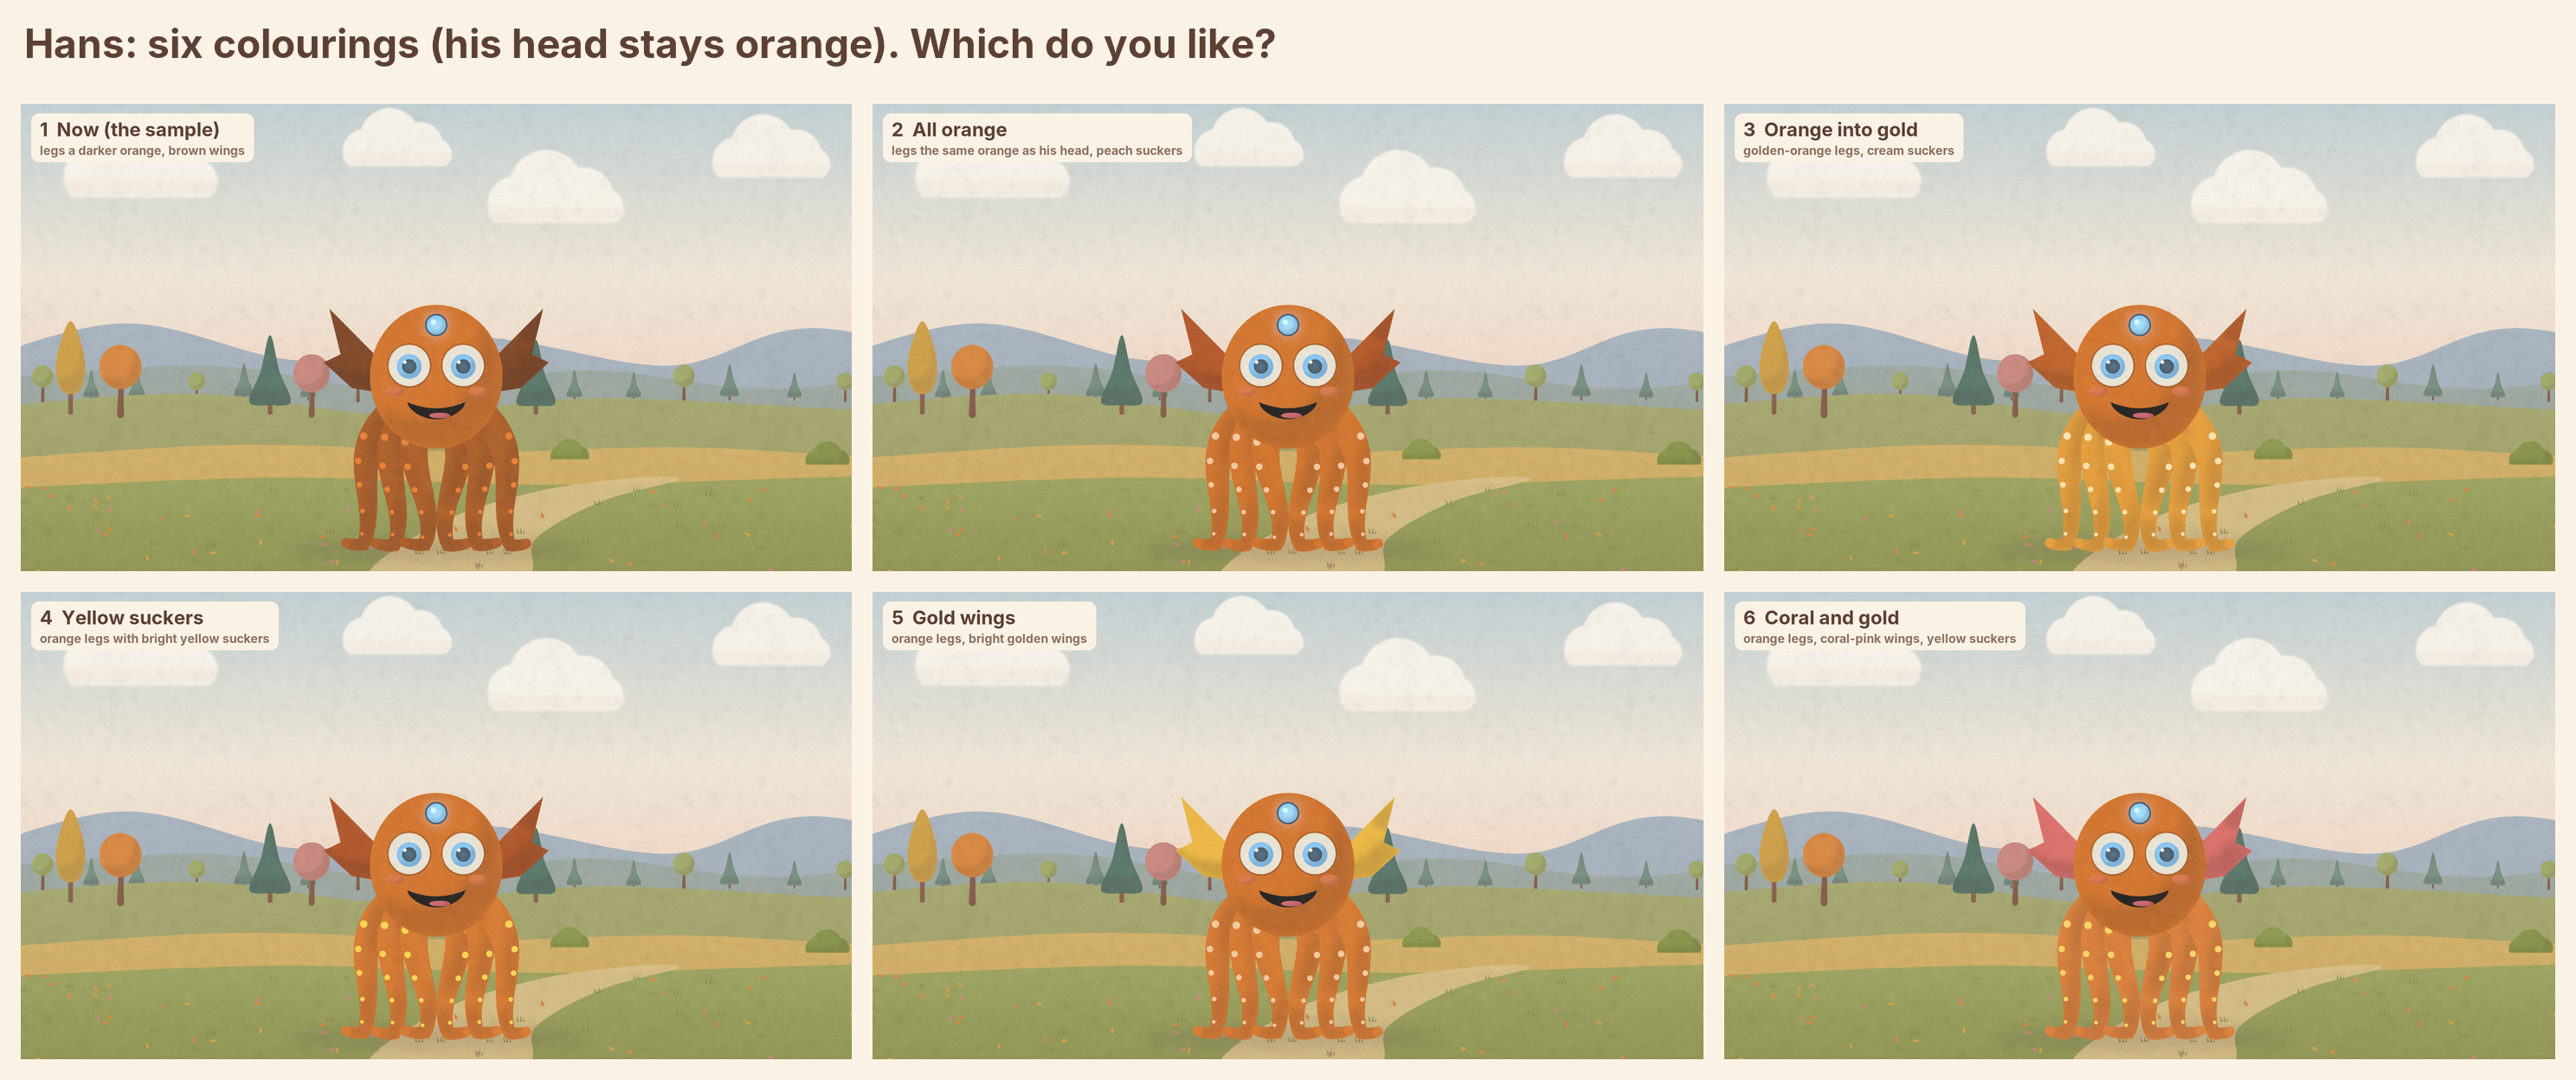 Hans: six colourings (his head stays orange). Which do you like?
1 Now (the sample)
legs a darker orange, brown wings
2 All orange
legs the same orange as his head, peach suckers
3 Orange into gold
golden-orange legs, cream suckers
4 Yellow suckers
orange legs with bright yellow suckers
5 Gold wings
orange legs, bright golden wings
6 Coral and gold
orange legs, coral-pink wings, yellow suckers